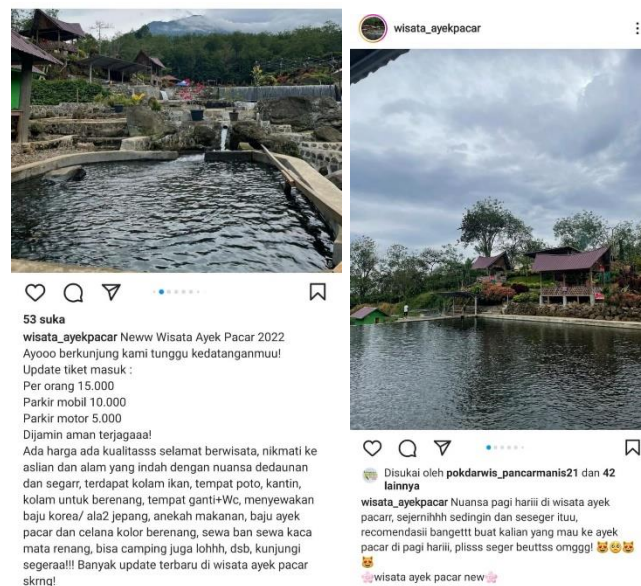 53 suka
wisata_ayekpacar Neww Wisata Ayek Pacar 2022
Ayooo berkunjung kami tunggu kedatanganmuu!
Update tiket masuk :
Per orang 15.000
Parkir mobil 10.000
Parkir motor 5.000
Dijamin aman terjagaaa!
Ada harga ada kualitasss selamat berwisata, nikmati ke
aslian dan alam yang indah dengan nuansa dedaunan
dan segarr, terdapat kolam ikan, tempat poto, kantin,
kolam untuk berenang, tempat ganti+Wc, menyewakan
baju korea/ ala2 jepang, anekah makanan, baju ayek
pacar dan celana kolor berenang, sewa ban sewa kaca
mata renang, bisa camping juga lohhh, dsb, kunjungi
segeraa!!! Banyak update terbaru di wisata ayek pacar
skrng!
wisata_ayekpacar
Disukai oleh pokdarwis_pancarmanis21 dan 42
lainnya
wisata_ayekpacar Nuansa pagi hariii di wisata ayek
pacarr, sejernihhh sedingin dan seseger ituu,
recomendasii bangettt buat kalian yang mau ke ayek
pacar di pagi hariii, plisss seger beuttss omggg! 😻🥺😻
😻
🌸wisata ayek pacar new🌸